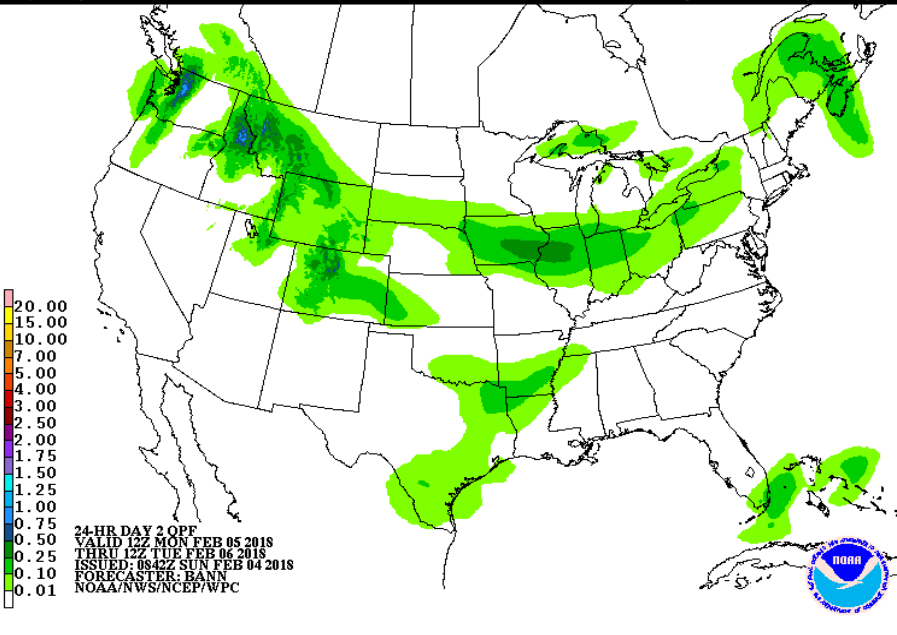 20.00
15.00
10.00
7.00
5.00
4.00
3.00
2.50
2.00
1.75
1.50
1.25
1.00
0.75
0.50
0.25
0.10
0.01
24-HR DAY 2 QPF
VALID 12Z MON FEB 05 2018
THRU 12Z TUE FEB 06 2018
ISSUED: 0842Z SUN FEB 04 2018
FORECASTER: BANN
NOAA/NWS/NCEP/WPC
NOAA